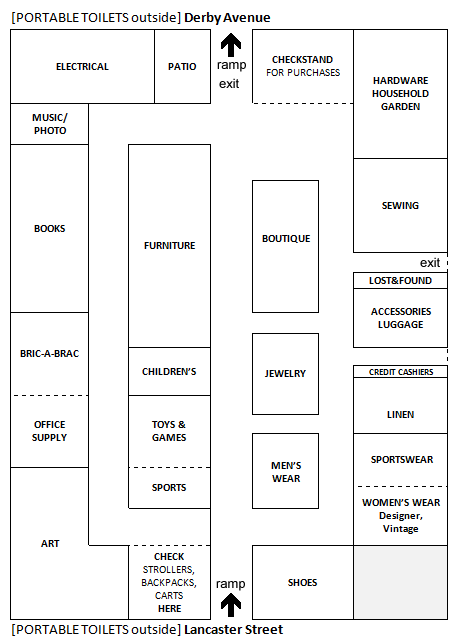 [PORTABLE TOILETS outside] Derby Avenue
ELECTRICAL
PATIO
ramp
exit
CHECKSTAND
FOR PURCHASES
HARDWARE
HOUSEHOLD
GARDEN
MUSIC/
PHOTO
BOOKS
FURNITURE
BOUTIQUE
SEWING
exit
LOST&FOUND
ACCESSORIES
LUGGAGE
BRIC-A-BRAC
CHILDREN'S
JEWELRY
CREDIT CASHIERS
LINEN
OFFICE
SUPPLY
TOYS &
GAMES
SPORTS
MEN'S
WEAR
SPORTSWEAR
WOMEN'S WEAR
Designer,
Vintage
ART
CHECK
STROLLERS,
BACKPACKS,
CARTS
HERE
ramp
SHOES
[PORTABLE TOILETS outside] Lancaster Street